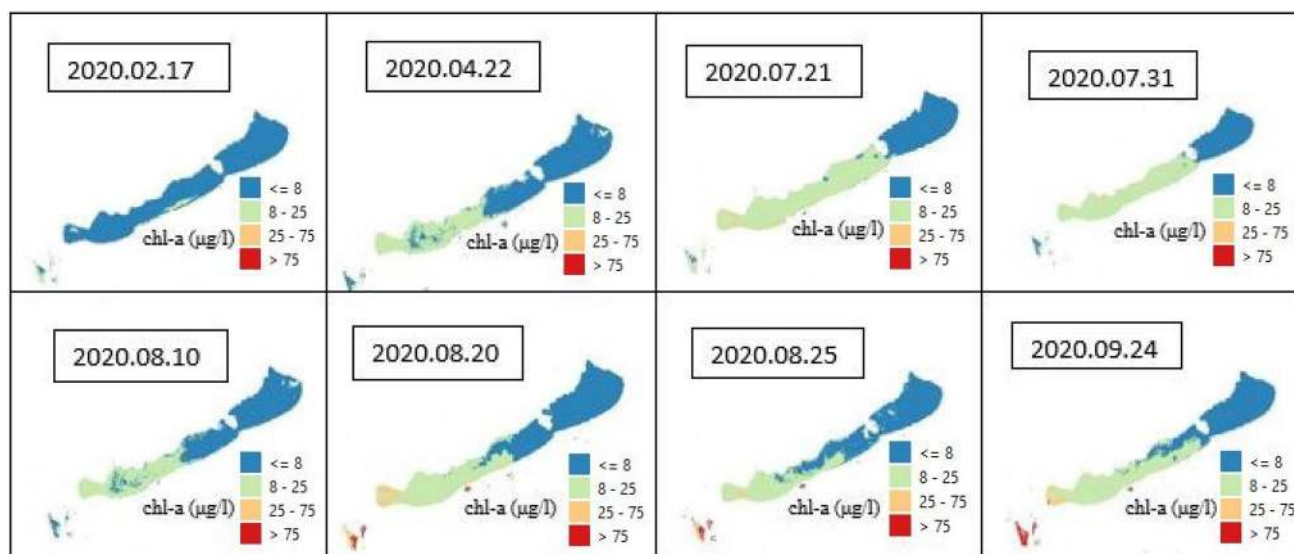 2020.02.17
<= 8
8 - 25
25 - 75
> 75
chl-a (µg/l)
2020.04.22
<= 8
8 - 25
25 - 75
> 75
chl-a (µg/l)
2020.07.21
<= 8
8 - 25
25 - 75
> 75
chl-a (µg/l)
2020.07.31
<= 8
8 - 25
25 - 75
> 75
chl-a (µg/l)
2020.08.10
<= 8
8 - 25
25 - 75
> 75
chl-a (µg/l)
2020.08.20
<= 8
8 - 25
25 - 75
> 75
chl-a (µg/l)
2020.08.25
<= 8
8 - 25
25 - 75
> 75
chl-a (µg/l)
2020.09.24
<= 8
8 - 25
25 - 75
> 75
chl-a (µg/l)